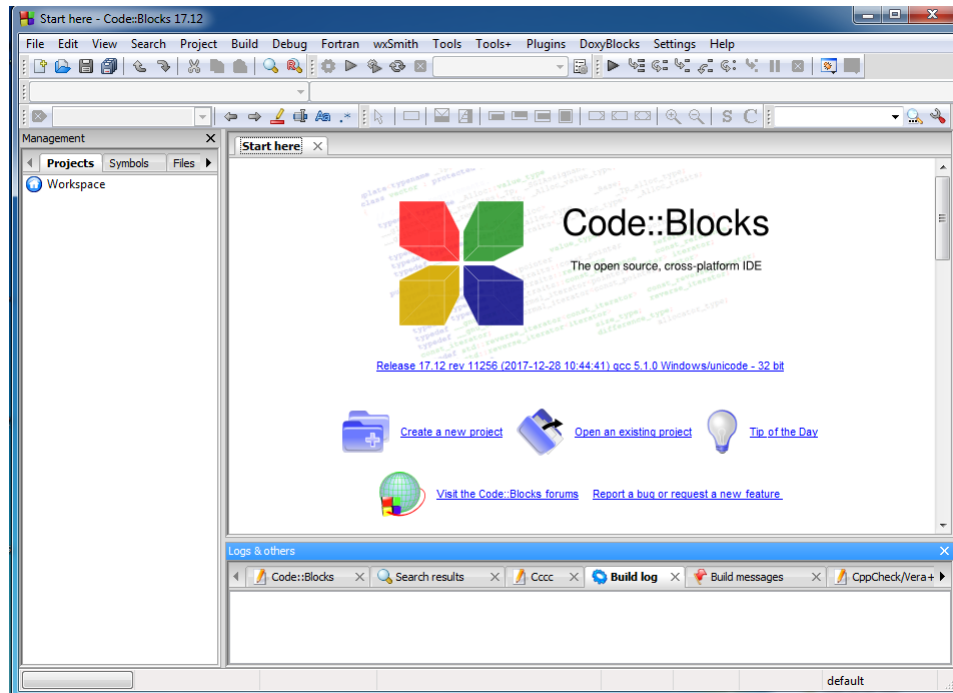 Start here - Code::Blocks 17.12
File Edit View Search Project Build Debug Fortran wxSmith Tools Tools+ Plugins DoxyBlocks Settings Help
Aa .* S C
Management
Projects Symbols Files
Workspace
Start here
Code::Blocks
The open source, cross-platform IDE
Release 17.12 rev 11256 (2017-12-28 10:44:41) gcc 5.1.0 Windows/unicode - 32 bit
Create a new project Open an existing project Tip of the Day
Visit the Code::Blocks forums Report a bug or request a new feature
Logs & others
Code::Blocks Search results Cccc Build log Build messages CppCheck/Vera+
default